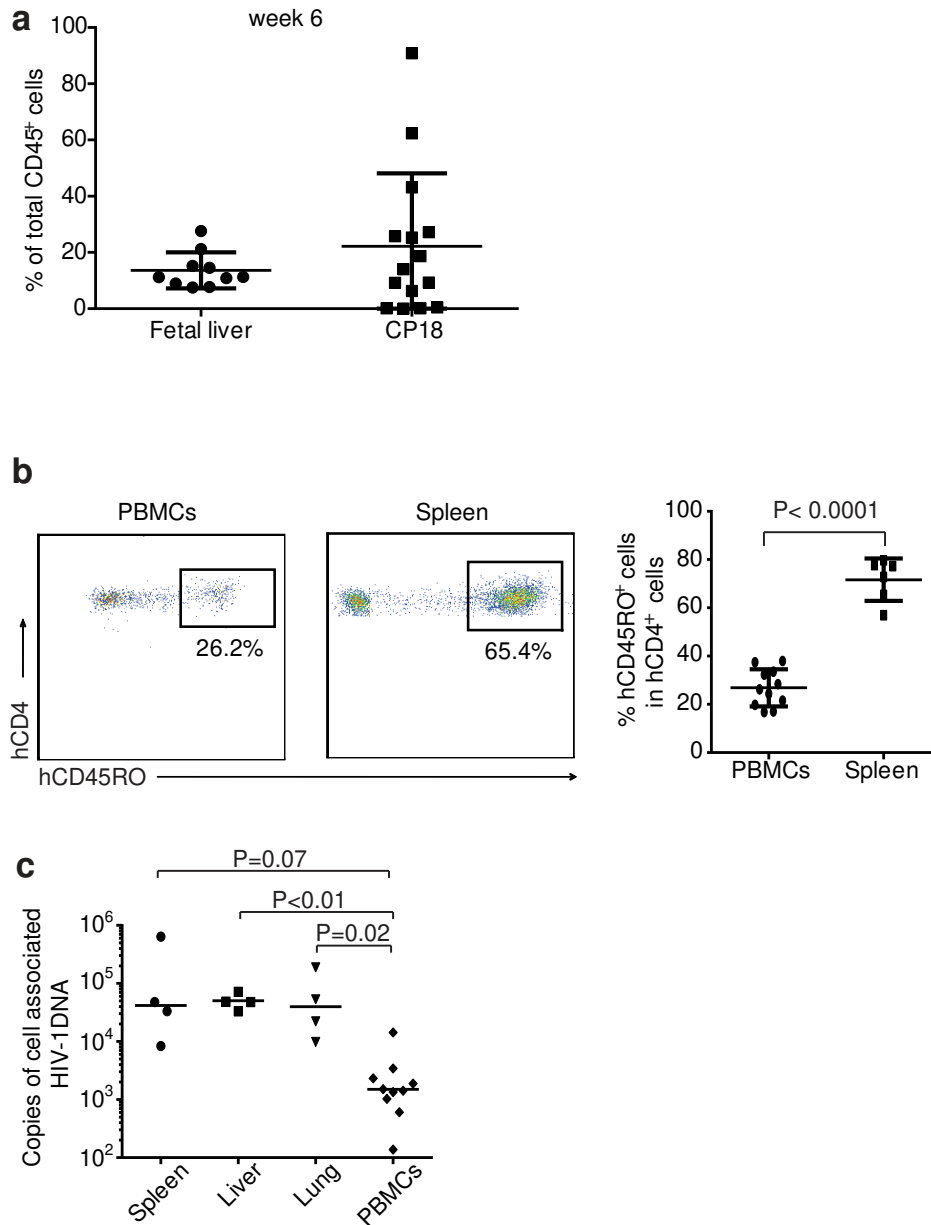 a
week 6
% of total CD45+ cells
100
80
60
40
20
0
Fetal liver
CP18
b
PBMCs
Spleen
26.2%
65.4%
hCD4
hCD45RO
P< 0.0001
% hCD45RO+ cells
in hCD4+ cells
100
80
60
40
20
0
PBMCs
Spleen
c
P=0.07
P<0.01
P=0.02
Copies of cell associated
HIV-1DNA
10^6
10^5
10^4
10^3
10^2
Spleen
Liver
Lung
PBMCs